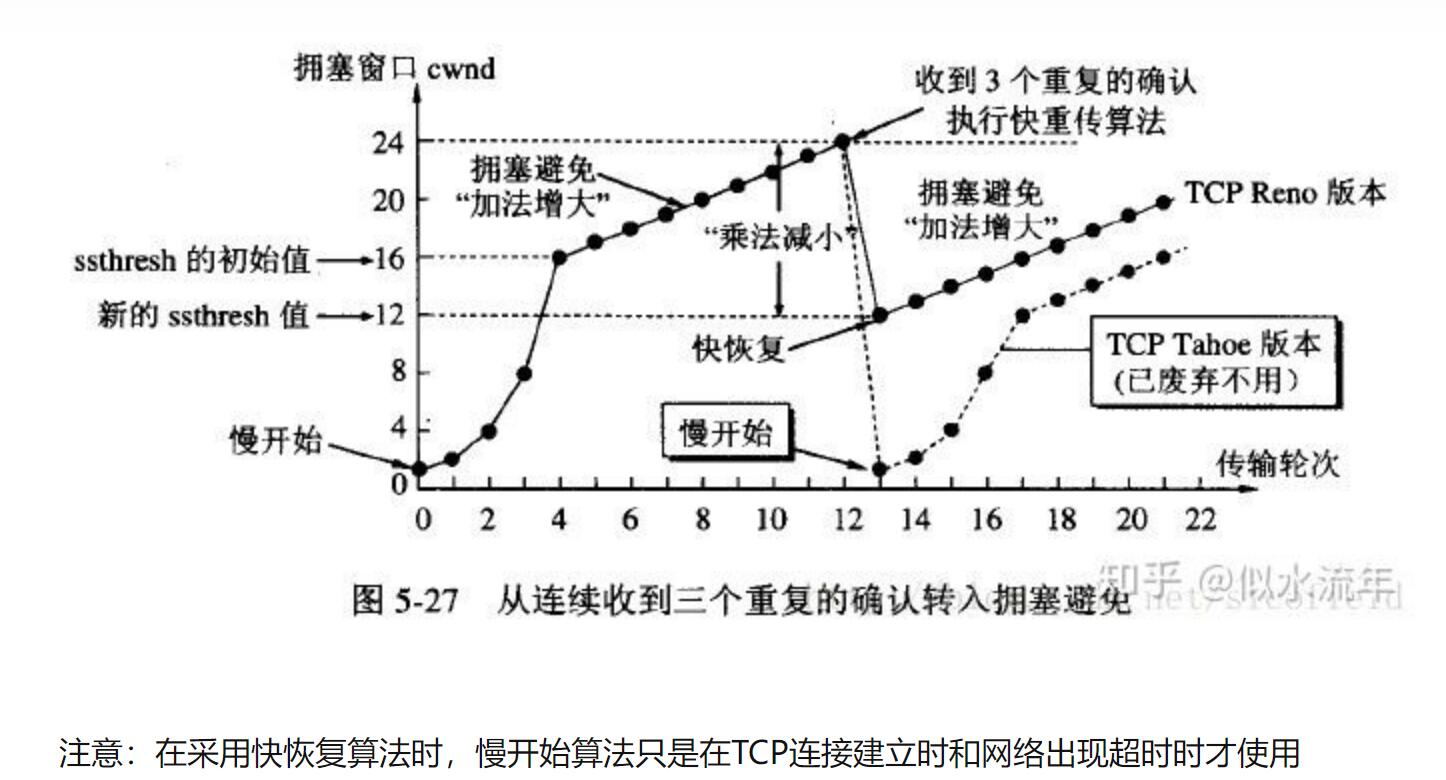 拥塞窗口 cwnd
收到 3 个重复的确认
执行快重传算法
24
拥塞避免
“加法增大”
拥塞避免
“加法增大”
TCP Reno 版本
20
“乘法减小”
ssthresh 的初始值
16
新的 ssthresh 值
12
快恢复
TCP Tahoe 版本
(已废弃不用)
8
4
慢开始
慢开始
传输轮次
0
0 2 4 6 8 10 12 14 16 18 20 22
知乎 @似水流年
图 5-27 从连续收到三个重复的确认转入拥塞避免
注意：在采用快恢复算法时，慢开始算法只是在TCP连接建立时和网络出现超时时才使用